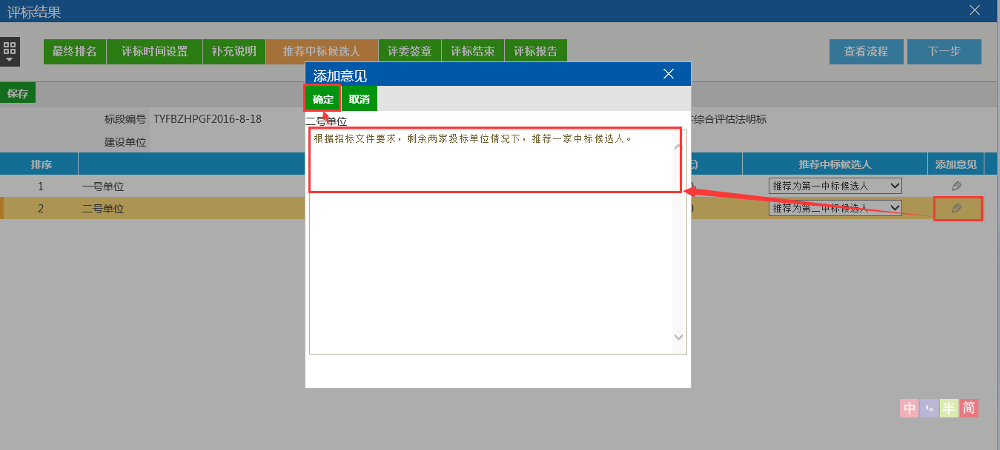 评标结果
最终排名 评标时间设置 补充说明 推荐中标候选人 评委签章 评标结束 评标报告 查看流程 下一步
添加意见
保存
确定 取消
标段编号 TYFBZHPGF2016-8-18
综合评估法明标
二号单位
根据招标文件要求，剩余两家投标单位情况下，推荐一家中标候选人。
建设单位
排序 推荐中标候选人 添加意见
1 一号单位 推荐为第一中标候选人
2 二号单位 推荐为第二中标候选人
中 半 简